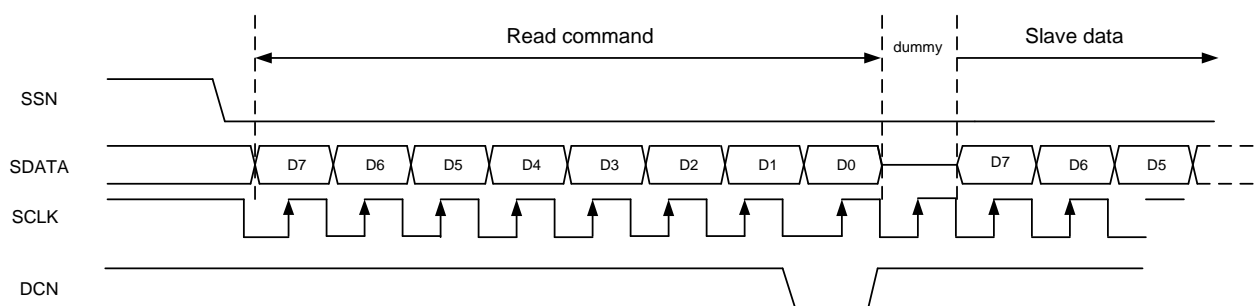 Read command
dummy
Slave data
SSN
SDATA
D7 D6 D5 D4 D3 D2 D1 D0 D7 D6 D5
SCLK
DCN